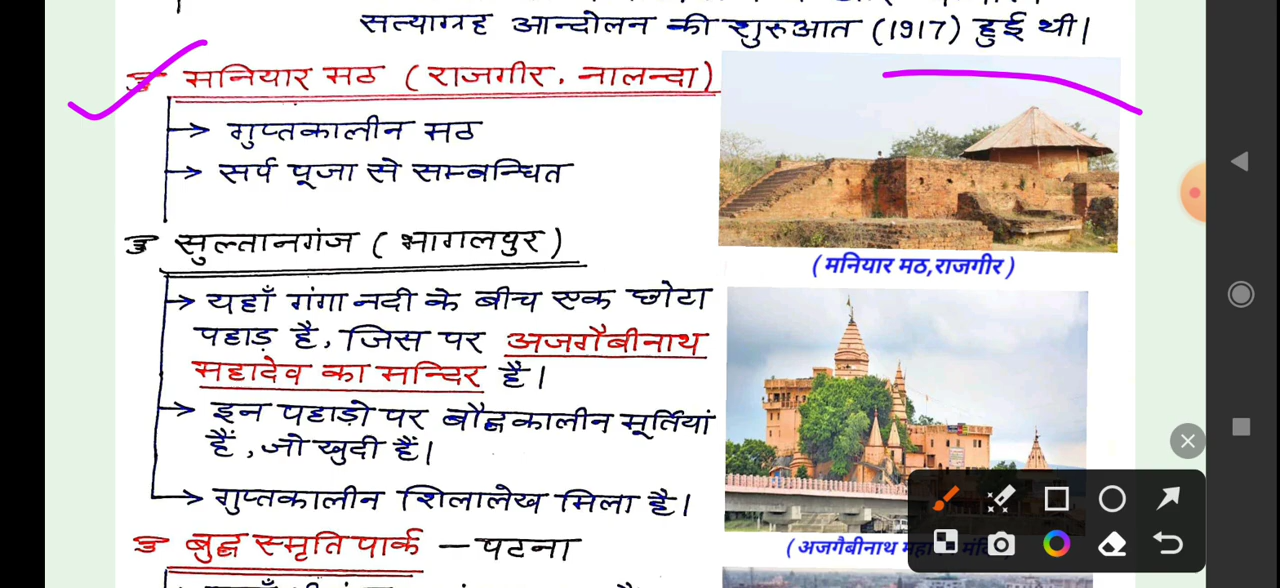 सत्याग्रह आन्दोलन की शुरुआत (1917) हुई थी।
मनियार मठ (राजगीर, नालन्दा)
→ गुप्तकालीन मठ
→ सर्प पूजा से सम्बन्धित
(मनियार मठ,राजगीर)
सुल्तानगंज (भागलपुर)
→ यहाँ गंगा नदी के बीच एक छोटा
पहाड़ है, जिस पर अजगैबीनाथ
महादेव का मन्दिर है।
→ इन पहाड़ो पर बौद्धकालीन मूर्तियां
हैं, जो खुदी हैं।
→ गुप्तकालीन शिलालेख मिला है।
(अजगैबीनाथ
बुद्ध स्मृति पार्क – पटना